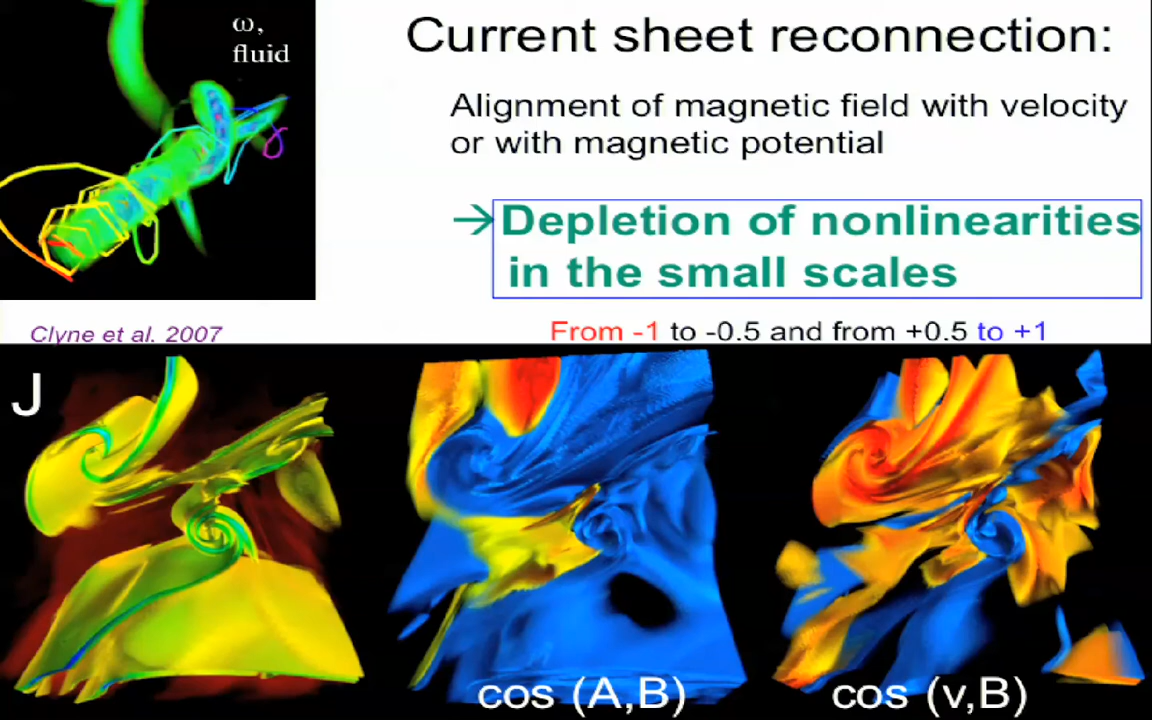 ω,
fluid
Current sheet reconnection:
Alignment of magnetic field with velocity
or with magnetic potential
→Depletion of nonlinearities
in the small scales
Clyne et al. 2007
From -1 to -0.5 and from +0.5 to +1
J
cos (A,B)
cos (v,B)